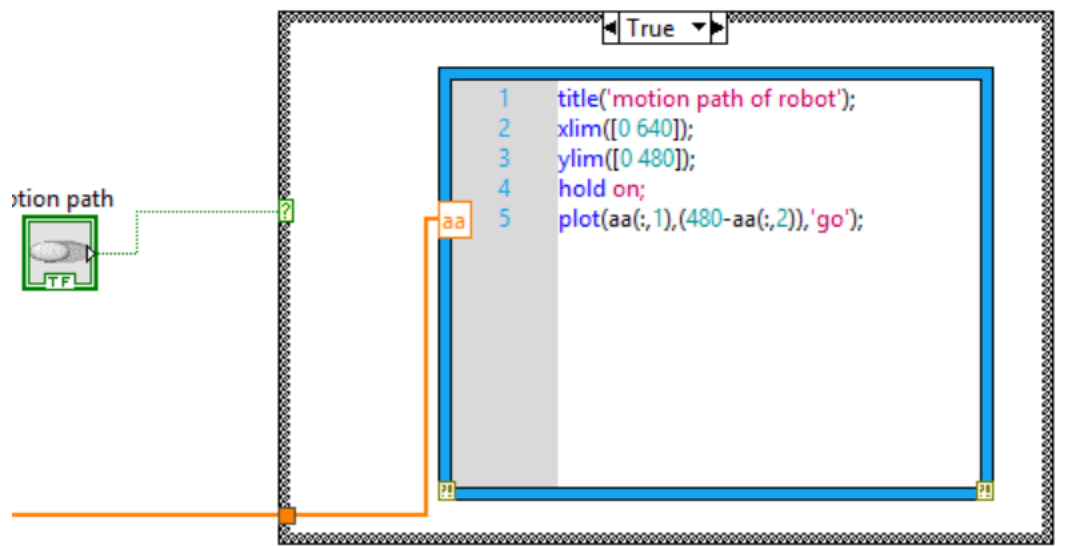 True
1 title('motion path of robot');
2 xlim([0 640]);
3 ylim([0 480]);
4 hold on;
5 plot(aa(:,1),(480-aa(:,2)),'go');
path
TF
?
aa
?!
?!